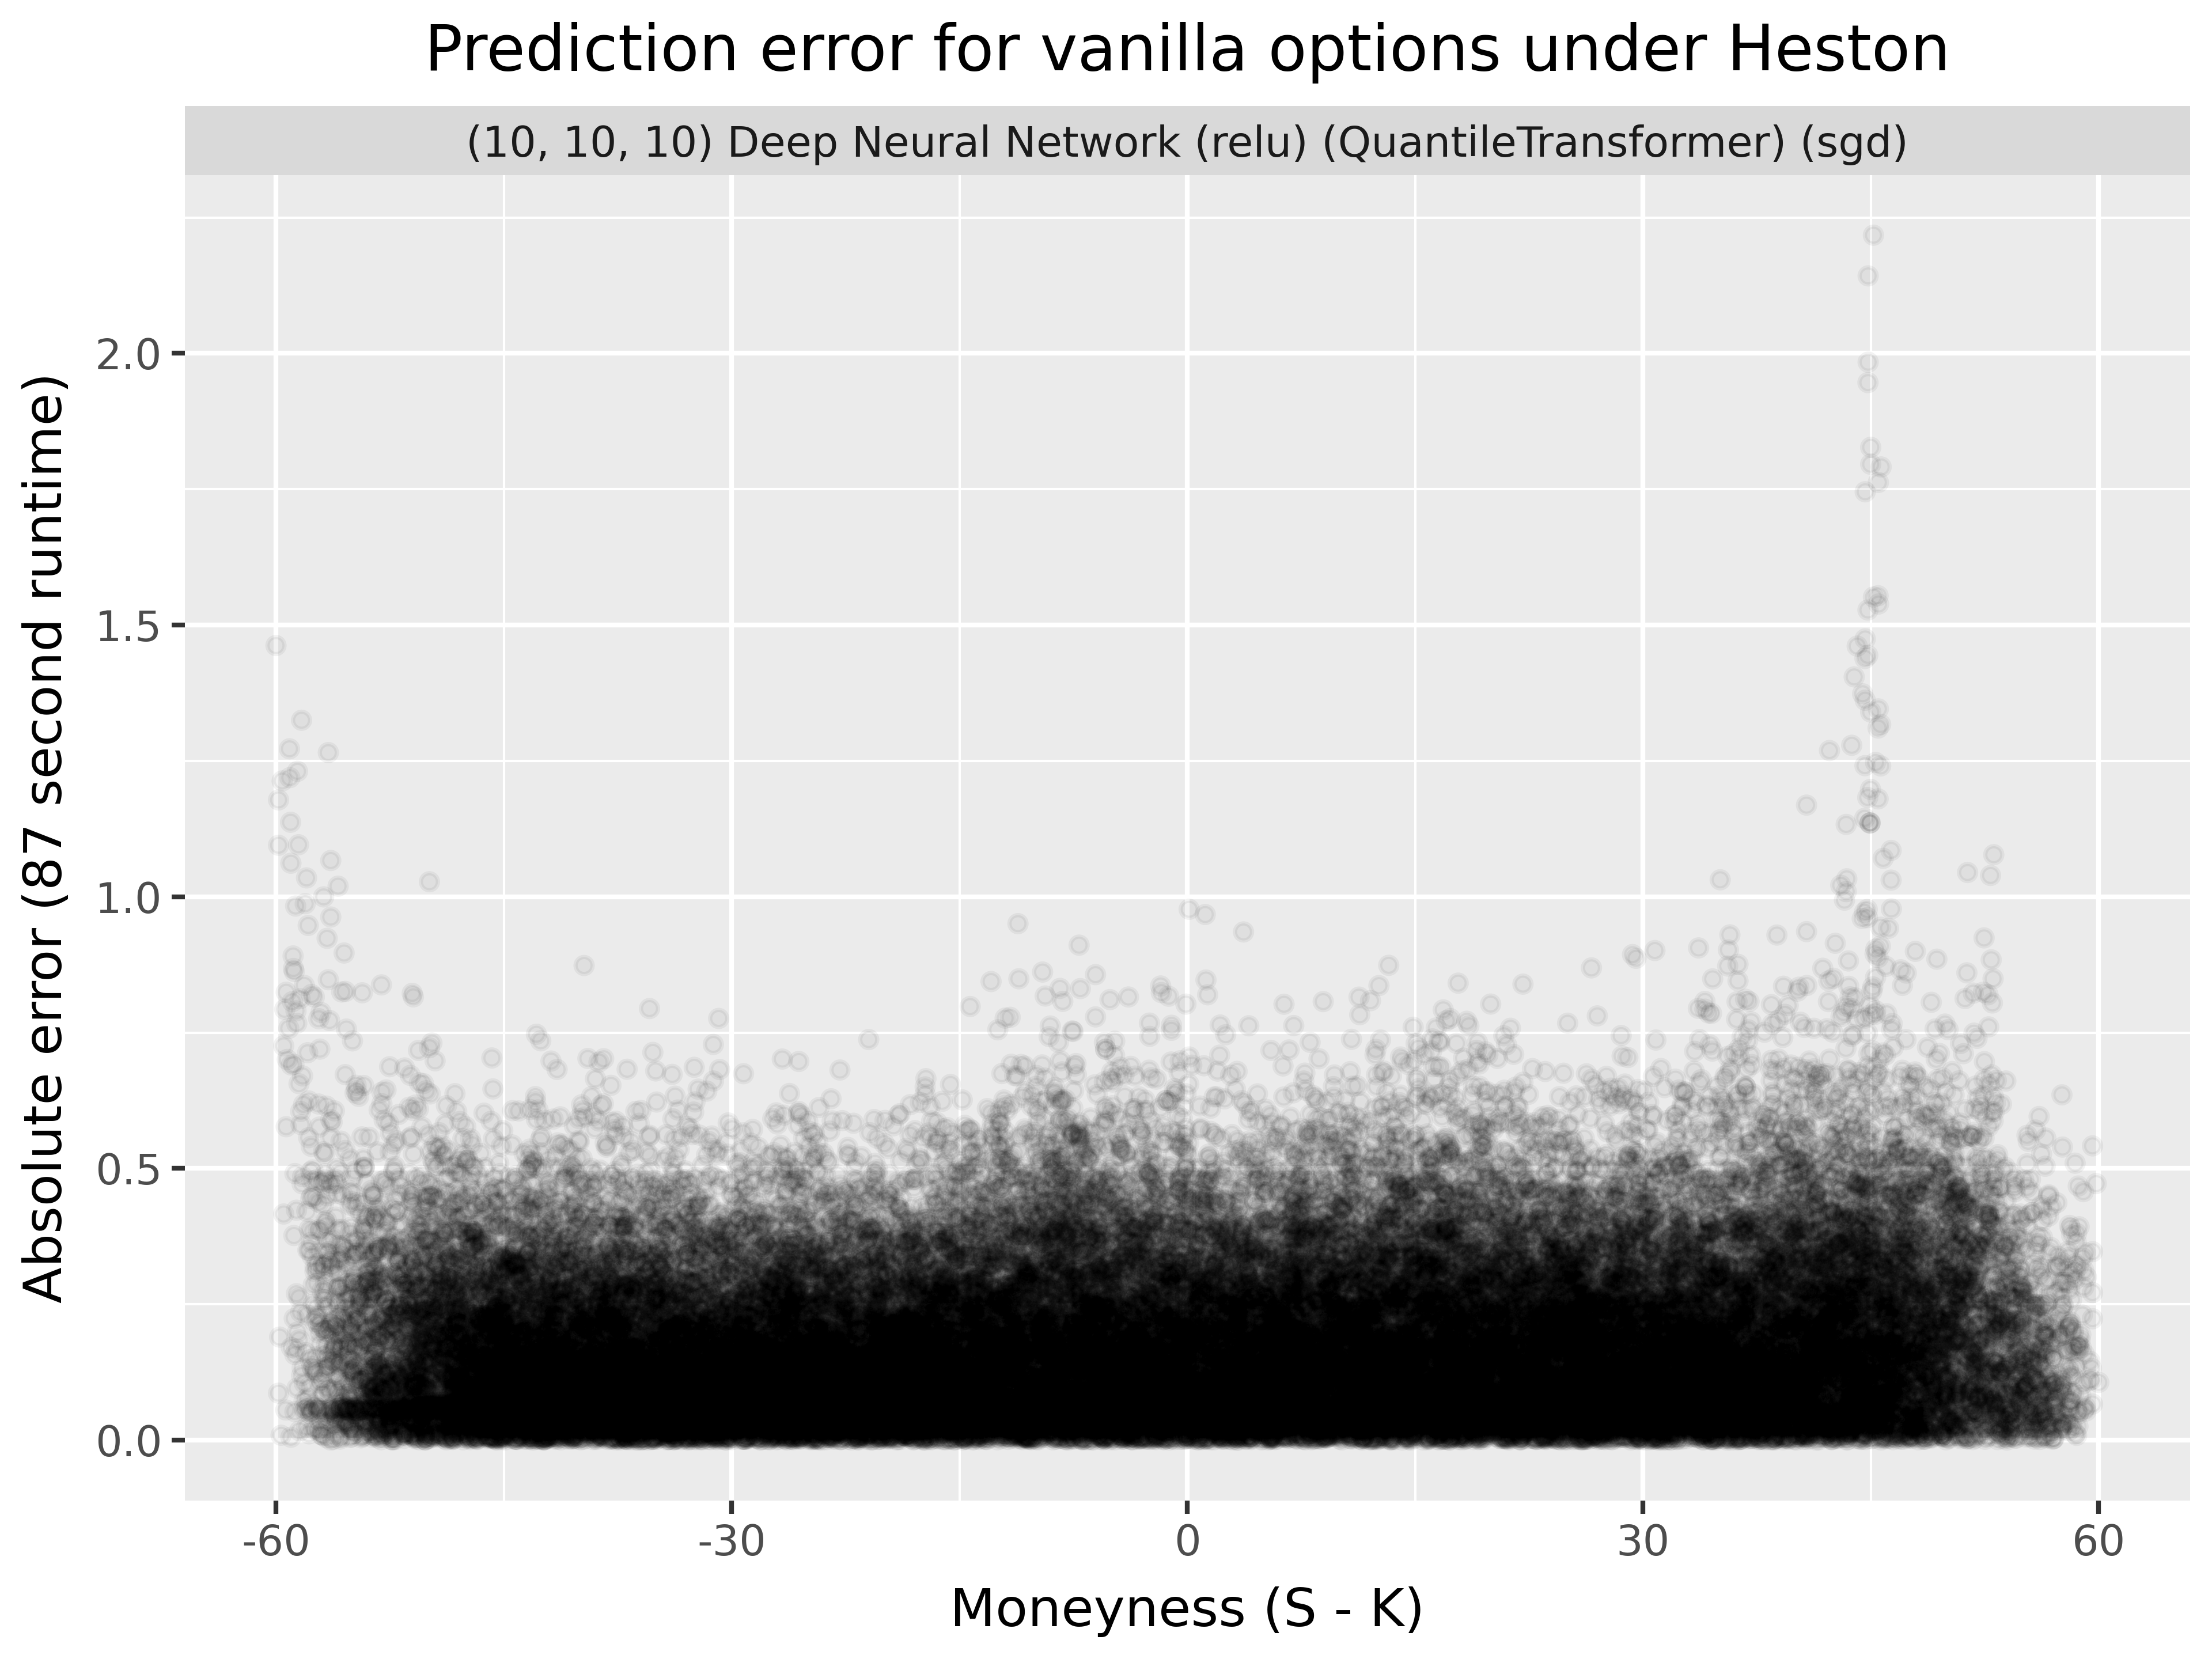 Prediction error for vanilla options under Heston
(10, 10, 10) Deep Neural Network (relu) (QuantileTransformer) (sgd)
Absolute error (87 second runtime)
2.0
1.5
1.0
0.5
0.0
-60
-30
0
30
60
Moneyness (S - K)